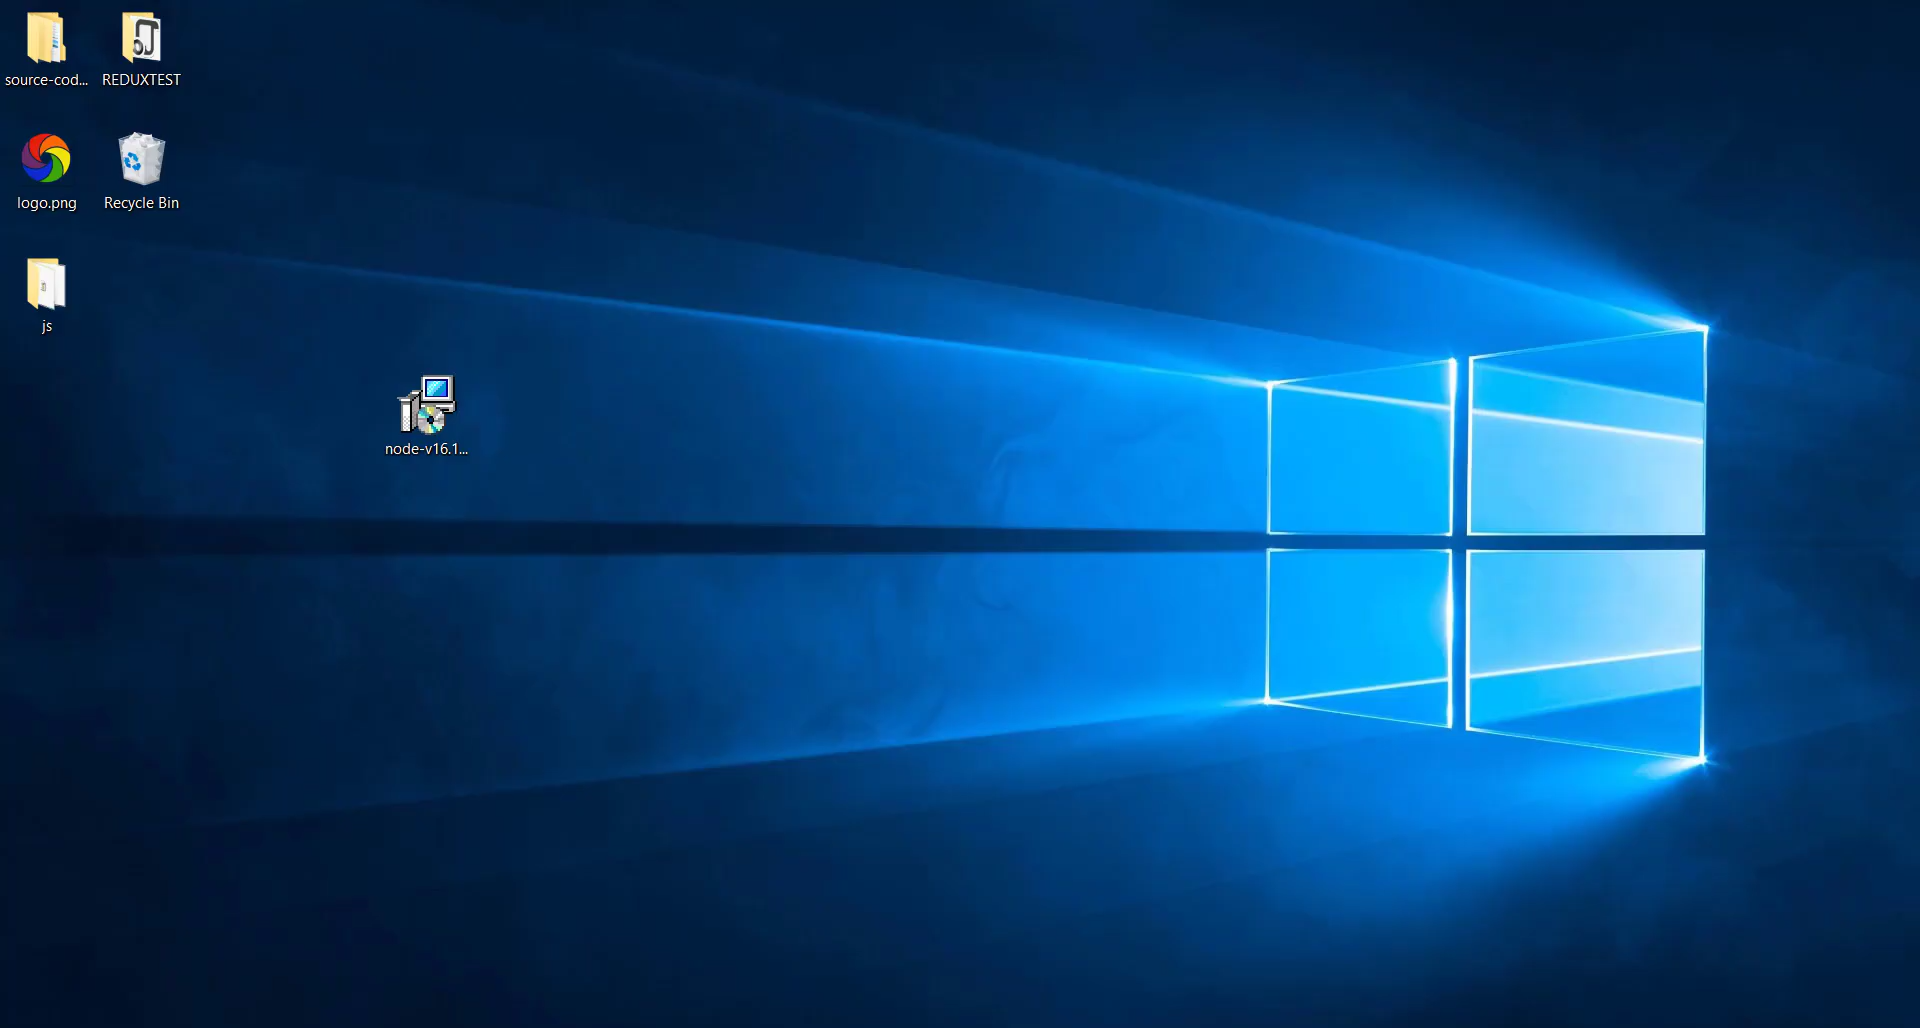 source-cod...
REDUXTEST
logo.png
Recycle Bin
js
node-v16.1...